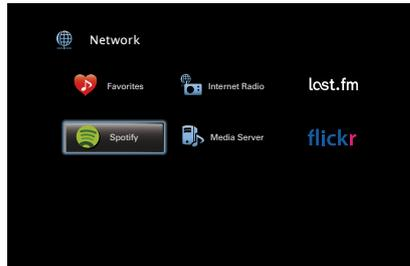 Network
Favorites
Internet Radio
last.fm
Spotify
Media Server
flickr